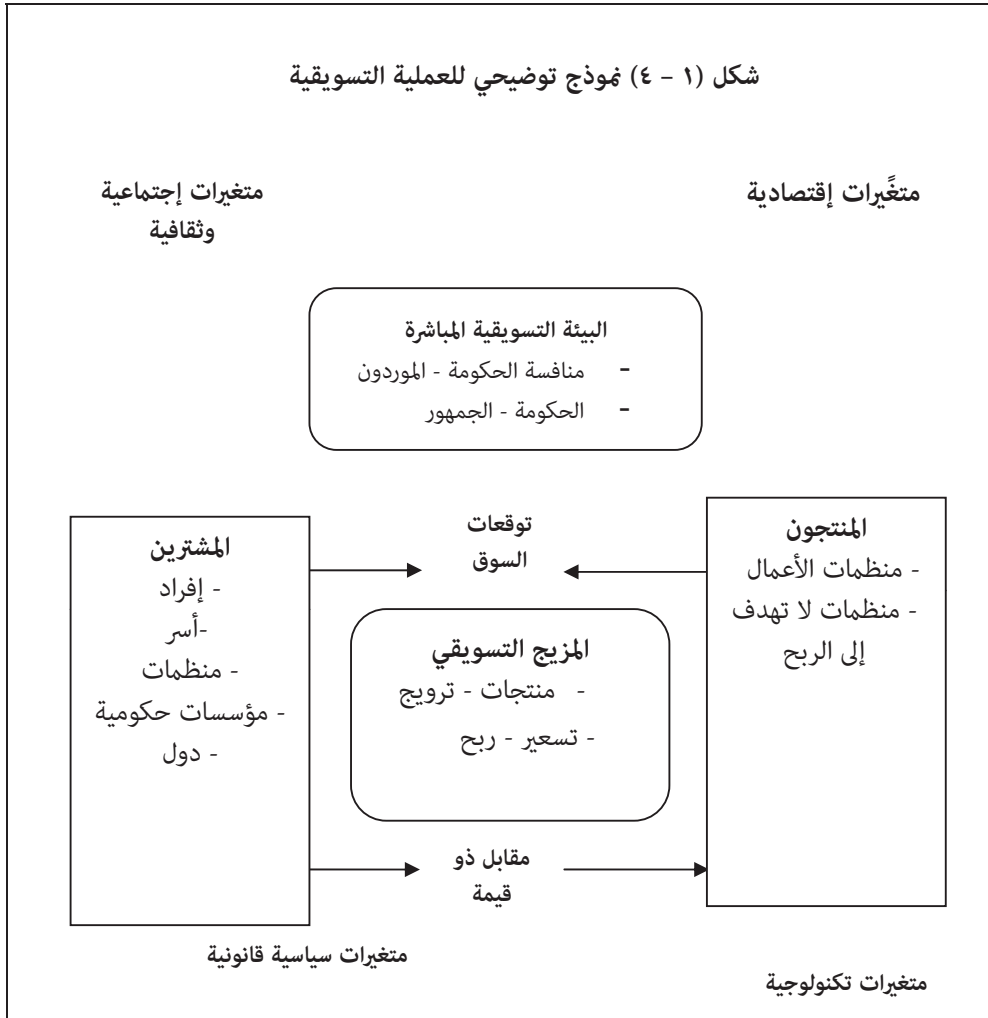 شكل (١ - ٤) نموذج توضيحي للعملية التسويقية
متغًيرات إقتصادية
متغيرات إجتماعية
وثقافية
البيئة التسويقية المباشرة
- منافسة الحكومة - الموردون
- الحكومة - الجمهور
المنتجون
- منظمات الأعمال
- منظمات لا تهدف
إلى الربح
توقعات
السوق
المزيج التسويقي
- منتجات - ترويج
- تسعير - ربح
مقابل ذو
قيمة
المشترين
- إفراد
-أسر
- منظمات
- مؤسسات حكومية
- دول
متغيرات سياسية قانونية
متغيرات تكنولوجية